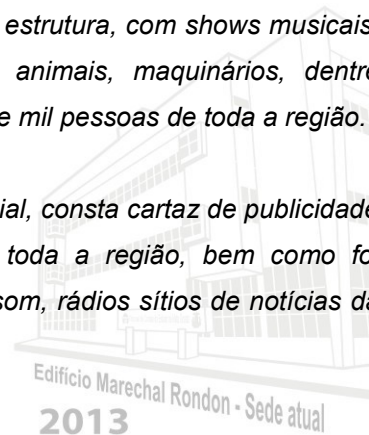 estrutura, com shows musicais
animais, maquinários, dentre
e mil pessoas de toda a região.
ial, consta cartaz de publicidade
toda a região, bem como fo
som, rádios sítios de notícias da
Edifício Marechal Rondon - Sede atual
2013